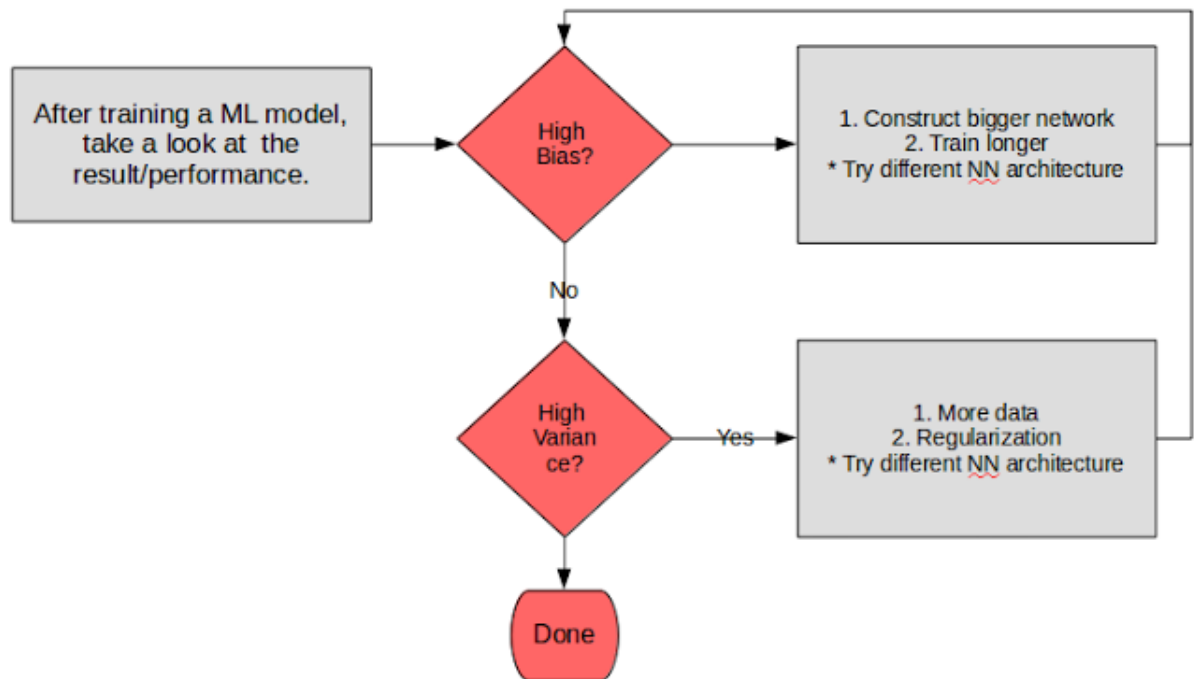 After training a ML model,
take a look at the
result/performance.
High
Bias?
1. Construct bigger network
2. Train longer
* Try different NN architecture
No
High
Varian
ce?
Yes
1. More data
2. Regularization
* Try different NN architecture
Done